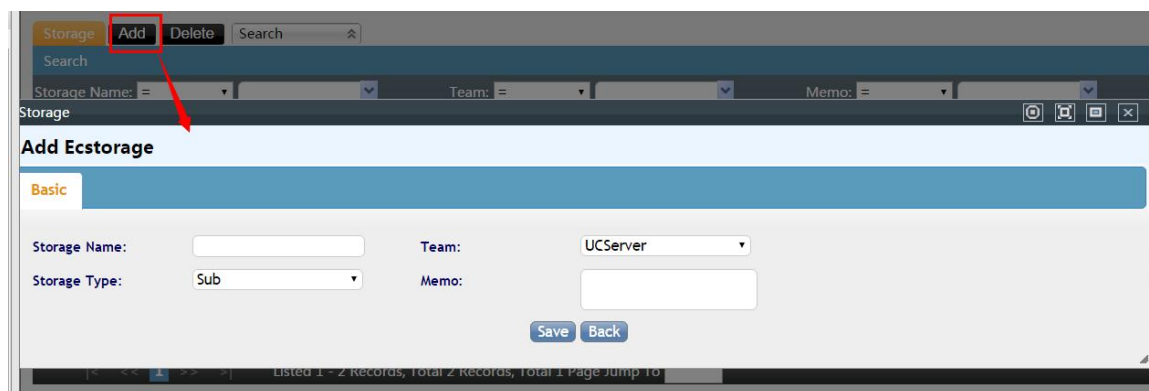 Storage Add Delete Search
Search
Storage Name: = Team: = Memo: =
Storage
Add Ecstorage
Basic
Storage Name: Team: UCServer
Storage Type: Sub Memo:
Save Back
|< << 1 >> >| Listed 1 - 2 Records, Total 2 Records, Total 1 Page Jump To